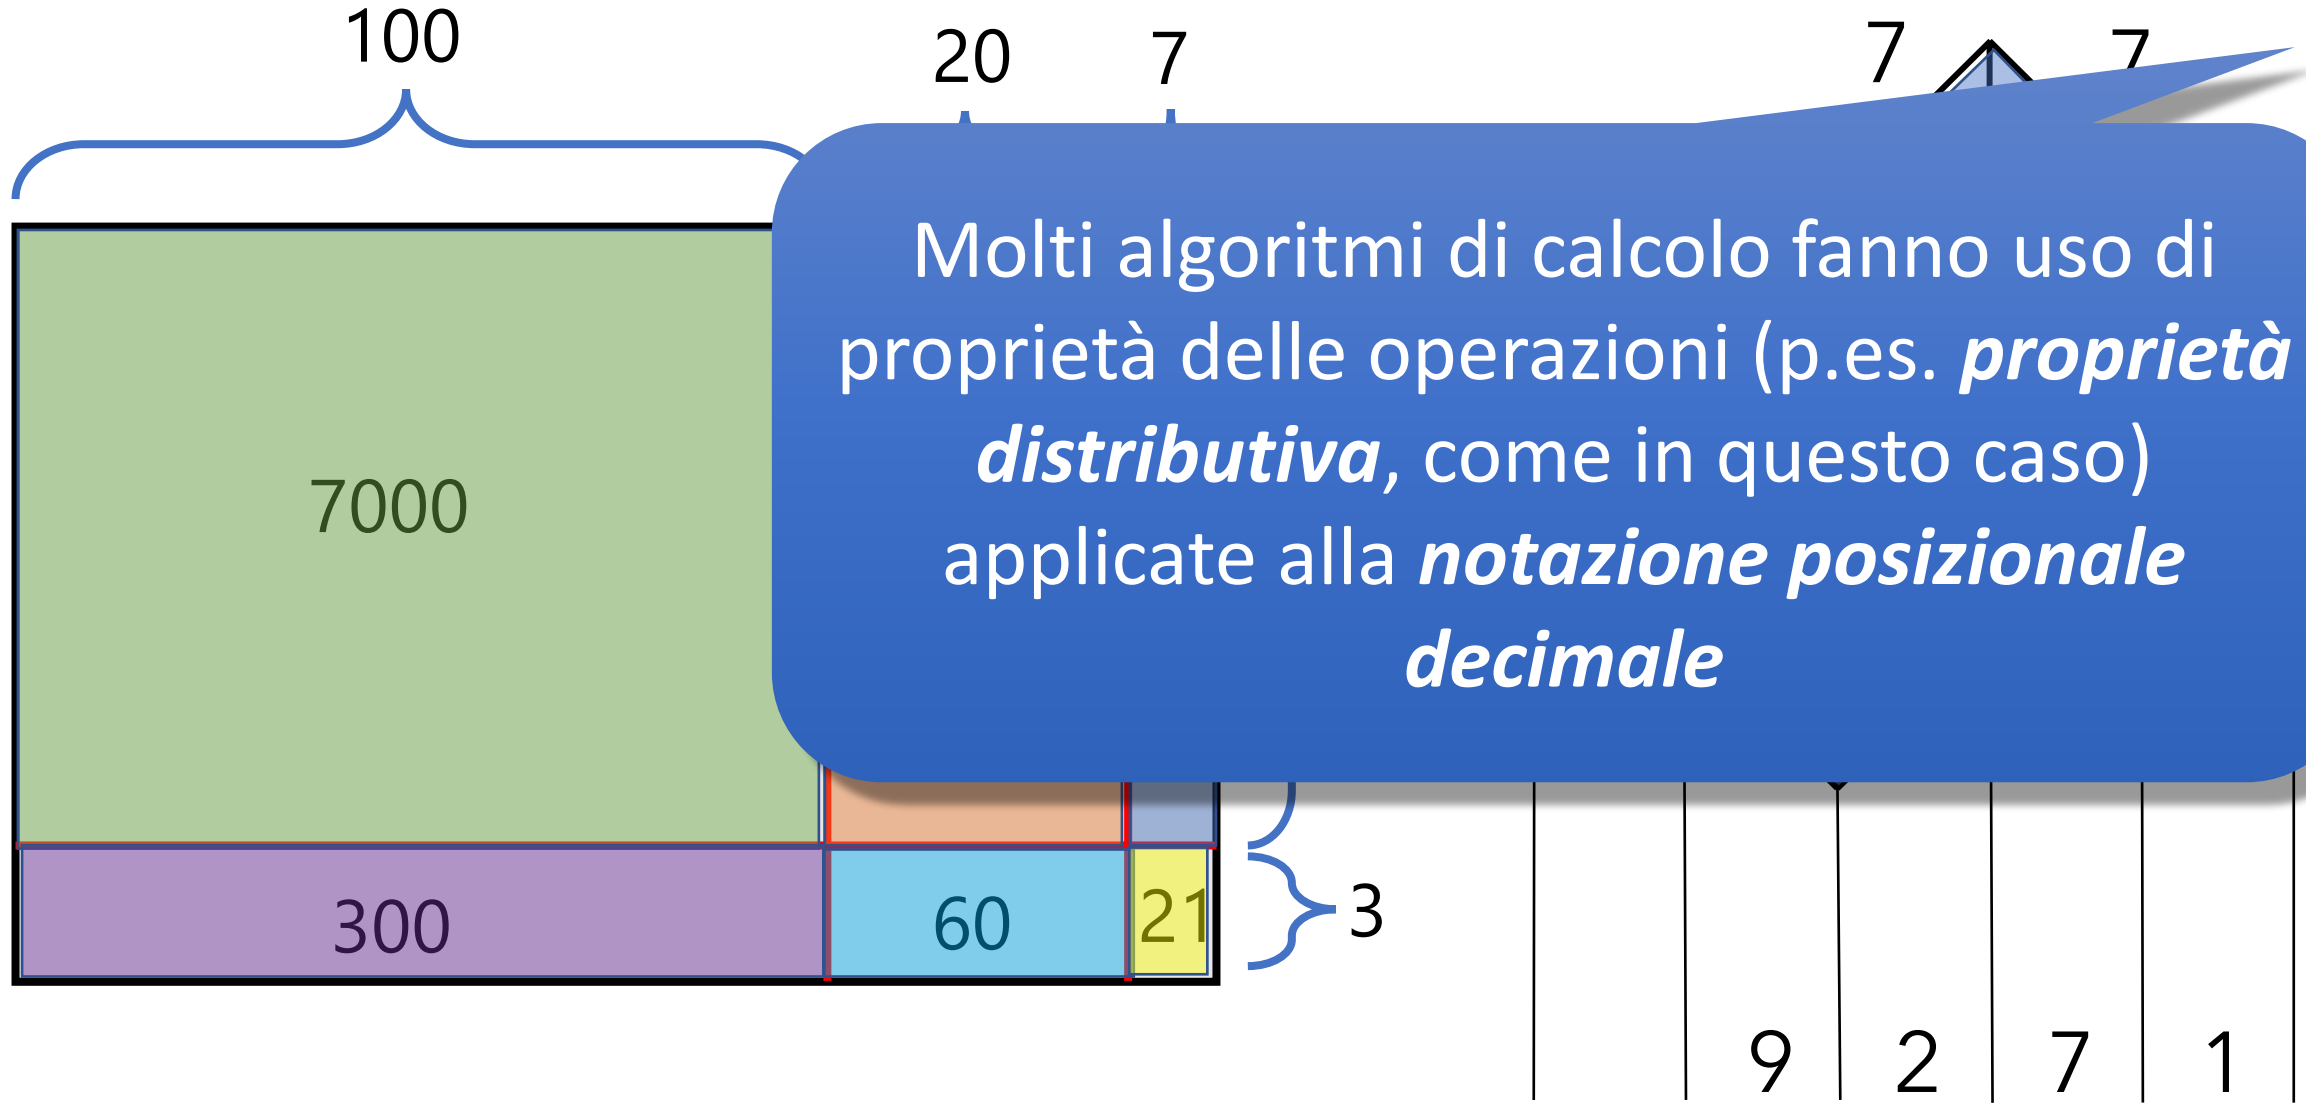 100 20 7 7 7
Molti algoritmi di calcolo fanno uso di
proprietà delle operazioni (p.es. proprietà
distributiva, come in questo caso)
applicate alla notazione posizionale
decimale
7000
300 60 21 3
9 2 7 1